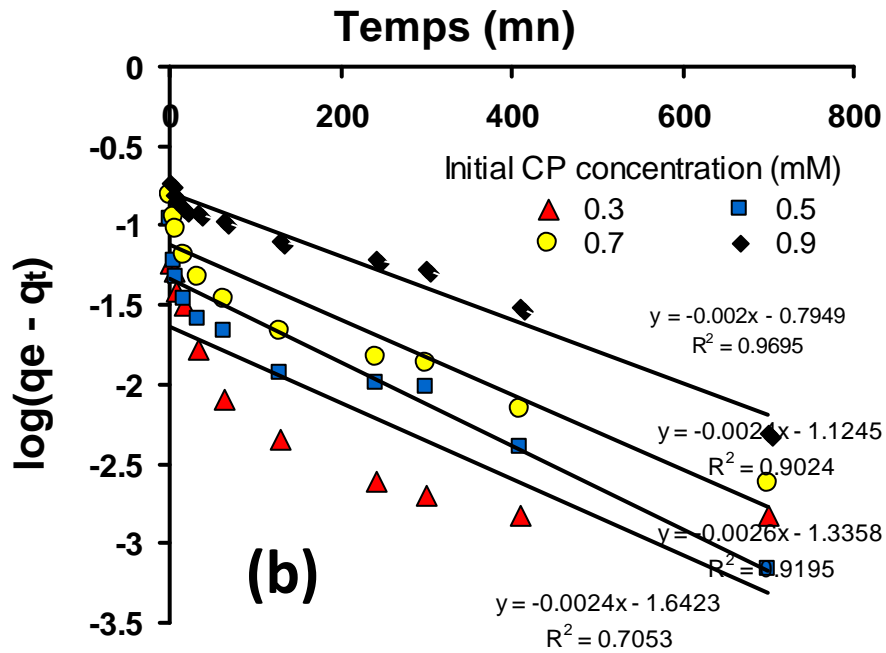 Temps (mn)
0
0 200 400 600 800
-0.5
-1
-1.5
-2
-2.5
-3
-3.5
log(qe - qt)
Initial CP concentration (mM)
0.3 0.5
0.7 0.9
y = -0.002x - 0.7949
R² = 0.9695
y = -0.0024x - 1.1245
R² = 0.9024
y = -0.0026x - 1.3358
R² = 0.9195
y = -0.0024x - 1.6423
R² = 0.7053
(b)